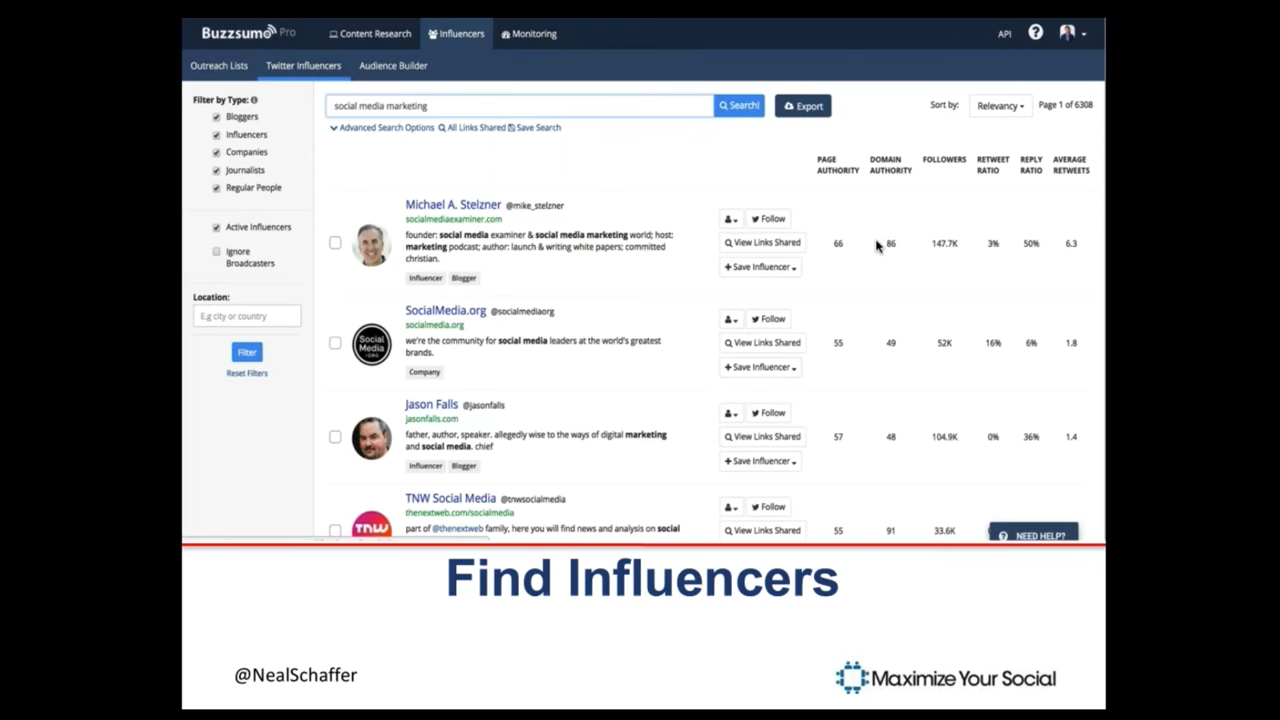 Buzzsumo Pro
Content Research
Influencers
Monitoring
API
?
Outreach Lists
Twitter Influencers
Audience Builder
Filter by Type:
Bloggers
Influencers
Companies
Journalists
Regular People
Active Influencers
Ignore
Broadcasters
Location:
E.g city or country
Filter
Reset Filters
social media marketing
Search!
Export
Sort by:
Relevancy
Page 1 of 6308
Advanced Search Options
All Links Shared
Save Search
PAGE AUTHORITY
DOMAIN AUTHORITY
FOLLOWERS
RETWEET RATIO
REPLY RATIO
AVERAGE RETWEETS
Michael A. Stelzner @mike_stelzner
socialmediaexaminer.com
founder: social media examiner & social media marketing world; host:
marketing podcast; author: launch & writing white papers; committed
christian.
Influencer Blogger
Follow
View Links Shared
+Save Influencer
66 86 147.7K 3% 50% 6.3
SocialMedia.org @socialmediaorg
socialmedia.org
we're the community for social media leaders at the world's greatest
brands.
Company
Social
Media
.ORG
Follow
View Links Shared
+Save Influencer
55 49 52K 16% 6% 1.8
Jason Falls @jasonfalls
jasonfalls.com
father, author, speaker. allegedly wise to the ways of digital marketing
and social media. chief
Influencer Blogger
Follow
View Links Shared
+Save Influencer
57 48 104.9K 0% 36% 1.4
TNW Social Media @tnwsocialmedia
thenextweb.com/socialmedia
part of @thenextweb family, here you will find news and analysis on social
TNW
Follow
View Links Shared
55 91 33.6K
? NEED HELP?
Find Influencers
@NealSchaffer
Maximize Your Social